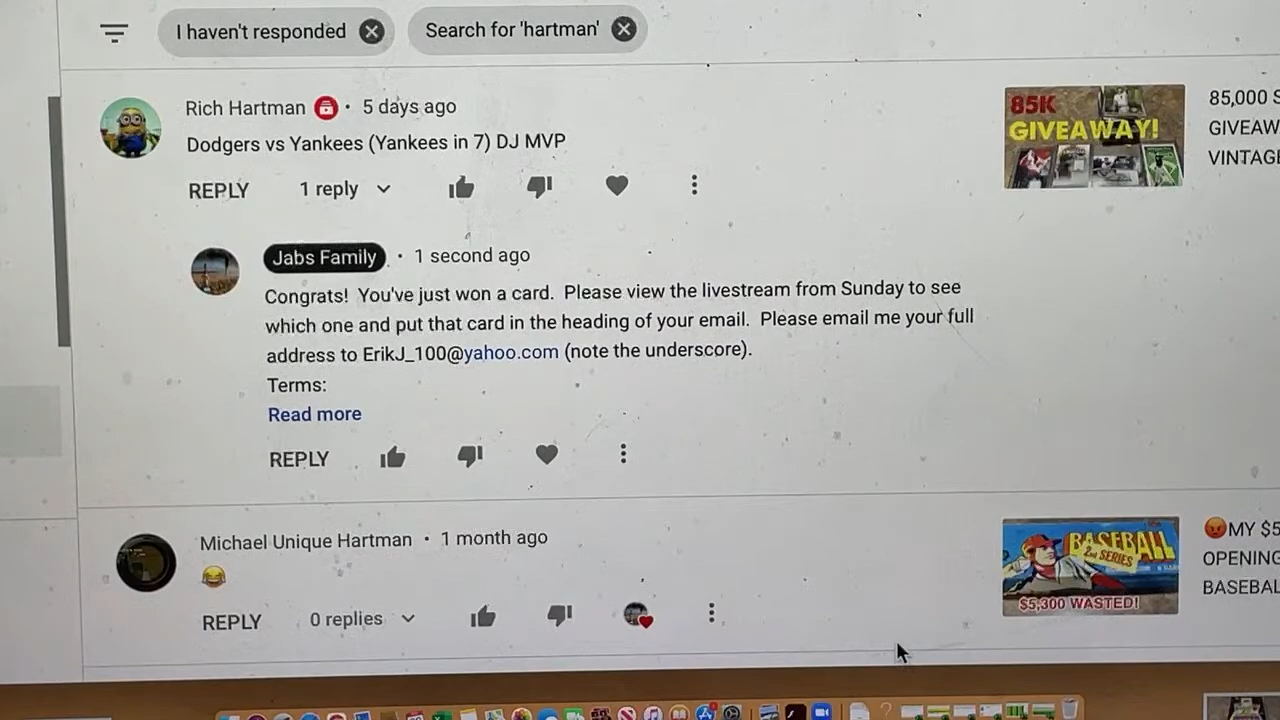 I haven't responded
Search for 'hartman'
Rich Hartman • 5 days ago
Dodgers vs Yankees (Yankees in 7) DJ MVP
REPLY 1 reply
85K
GIVEAWAY!
85,000 S
GIVEAW
VINTAGE
Jabs Family • 1 second ago
Congrats! You've just won a card. Please view the livestream from Sunday to see
which one and put that card in the heading of your email. Please email me your full
address to ErikJ_100@yahoo.com (note the underscore).
Terms:
Read more
REPLY
Michael Unique Hartman • 1 month ago
😂
REPLY 0 replies
BASEBALL
2nd SERIES
$5,300 WASTED!
😡MY $5
OPENING
BASEBAL